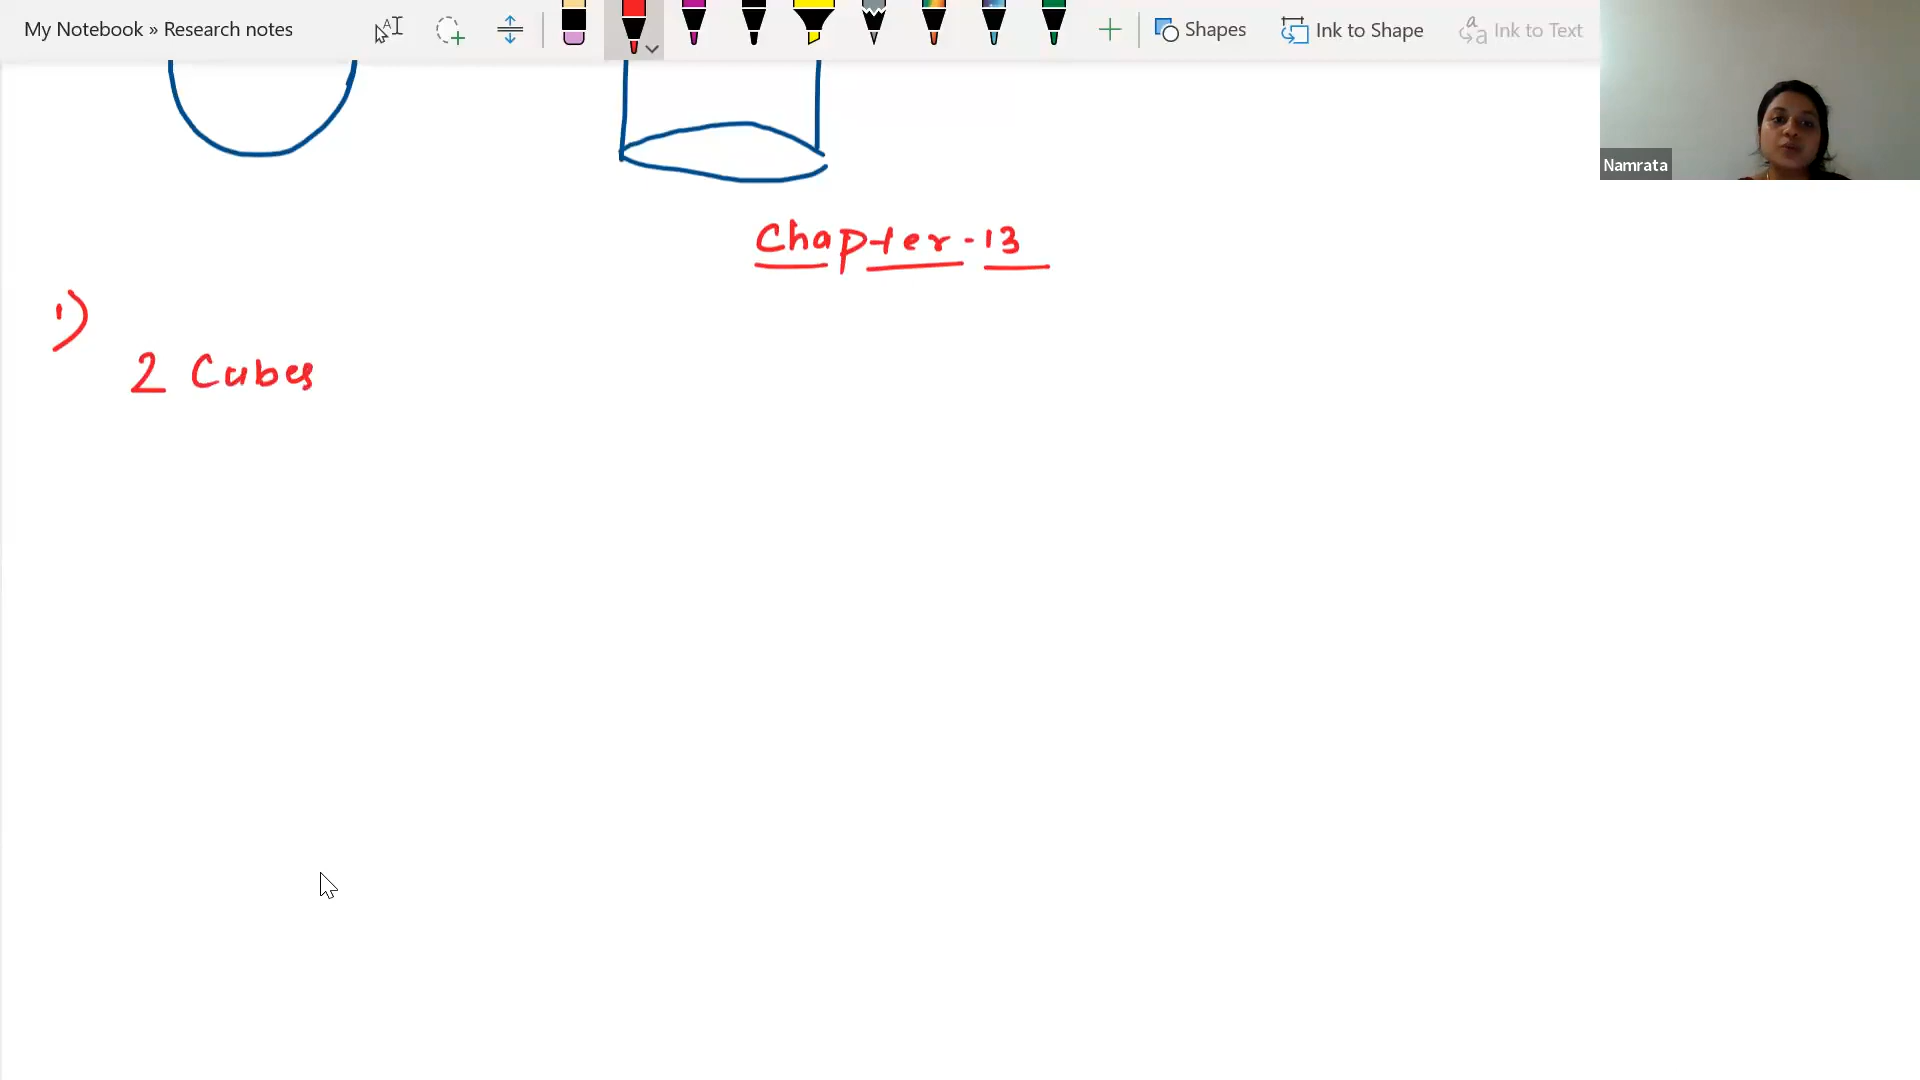 My Notebook » Research notes
Shapes
Ink to Shape
Ink to Text
Namrata
Chapter-13
1)
2 Cubes